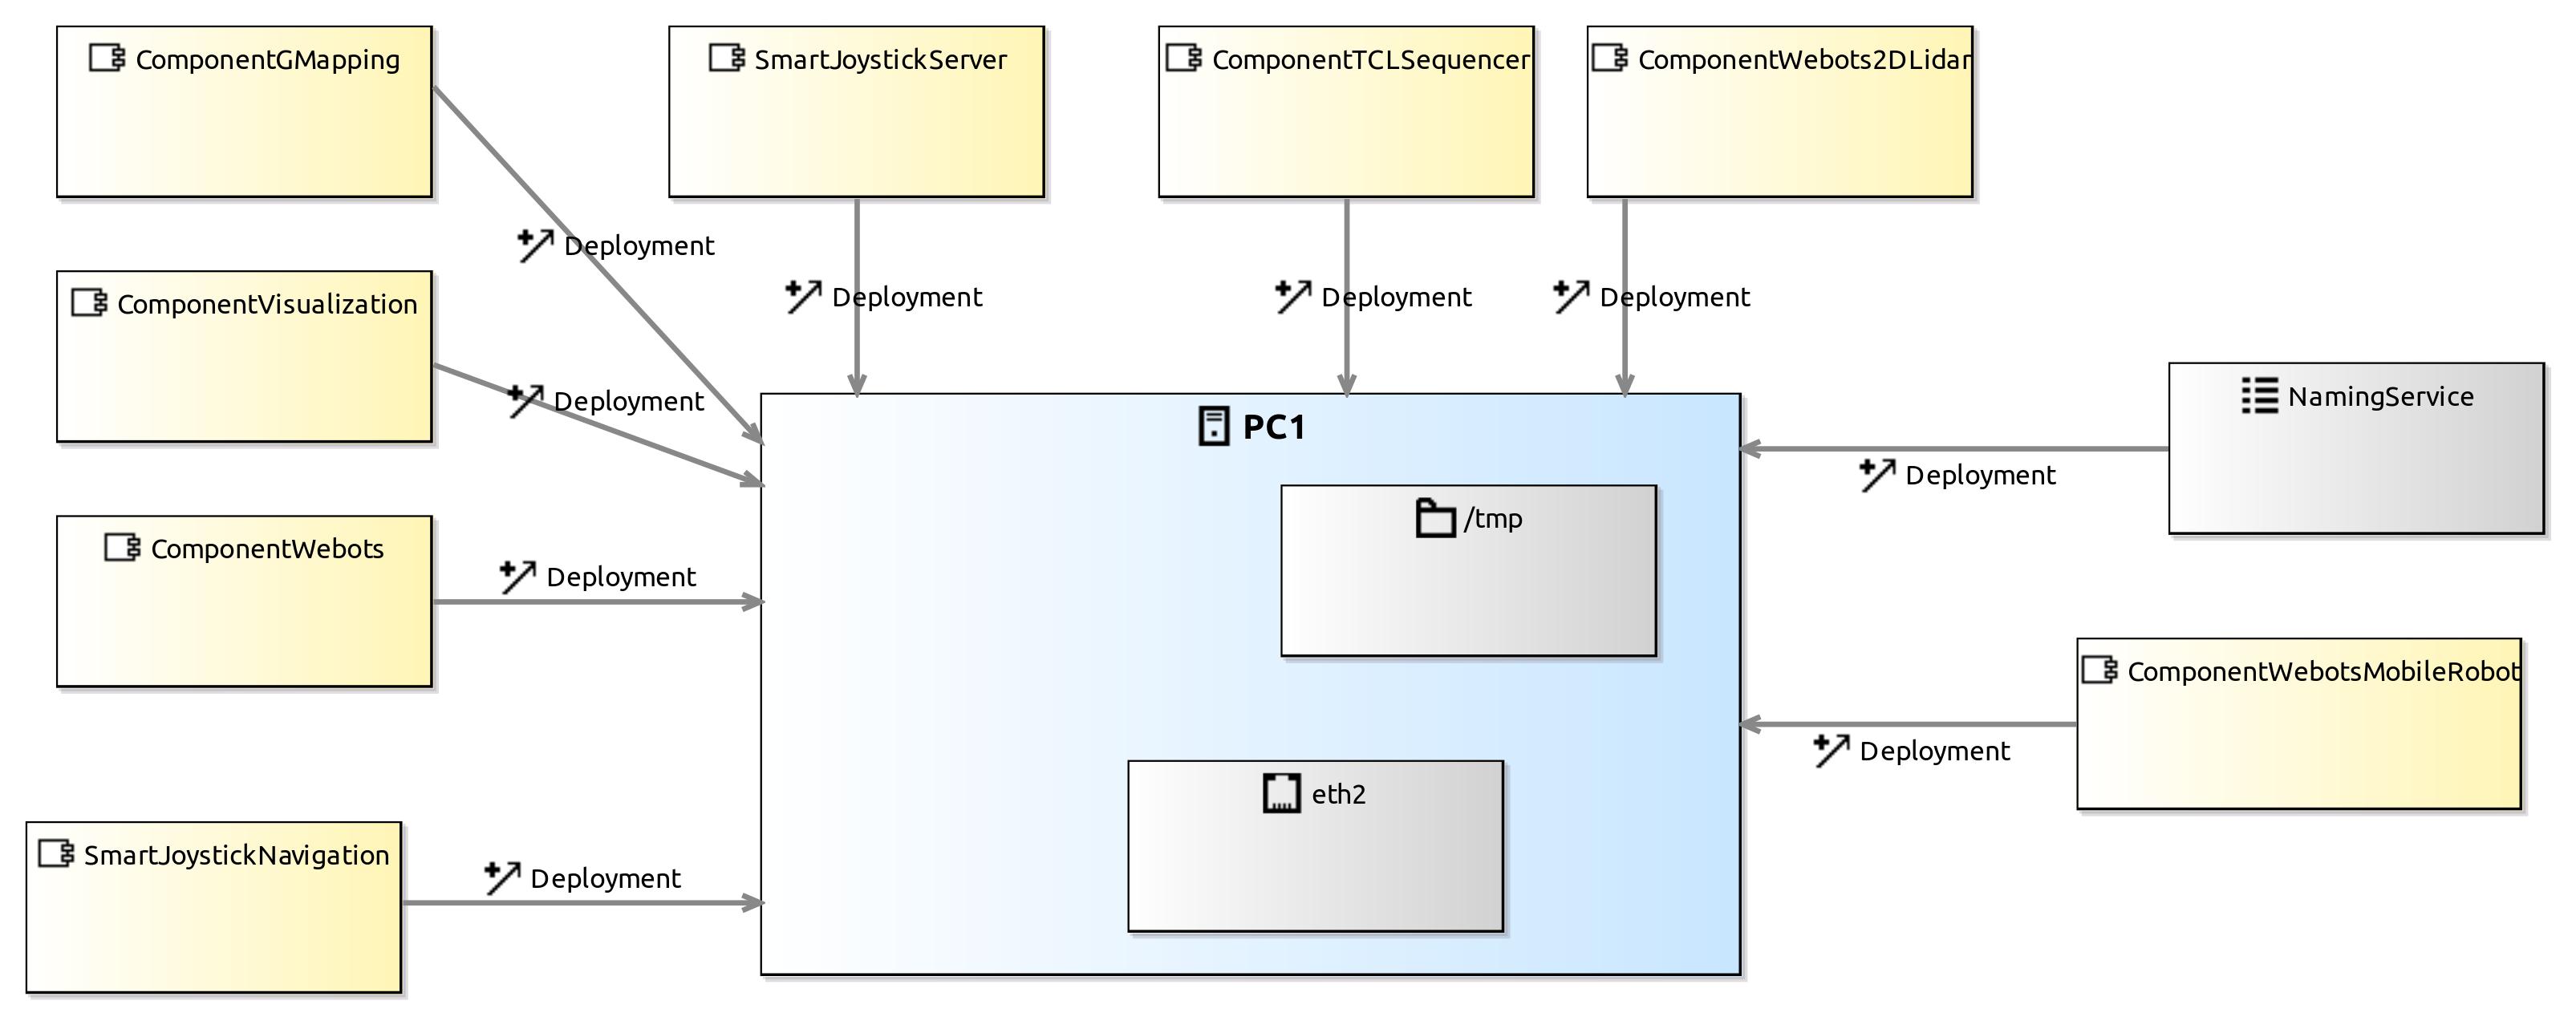 ComponentGMapping
SmartJoystickServer
ComponentTCLSequencer
ComponentWebots2DLidar
Deployment
ComponentVisualization
Deployment
Deployment
Deployment
Deployment
NamingService
PC1
Deployment
/tmp
ComponentWebots
Deployment
ComponentWebotsMobileRobot
Deployment
eth2
SmartJoystickNavigation
Deployment